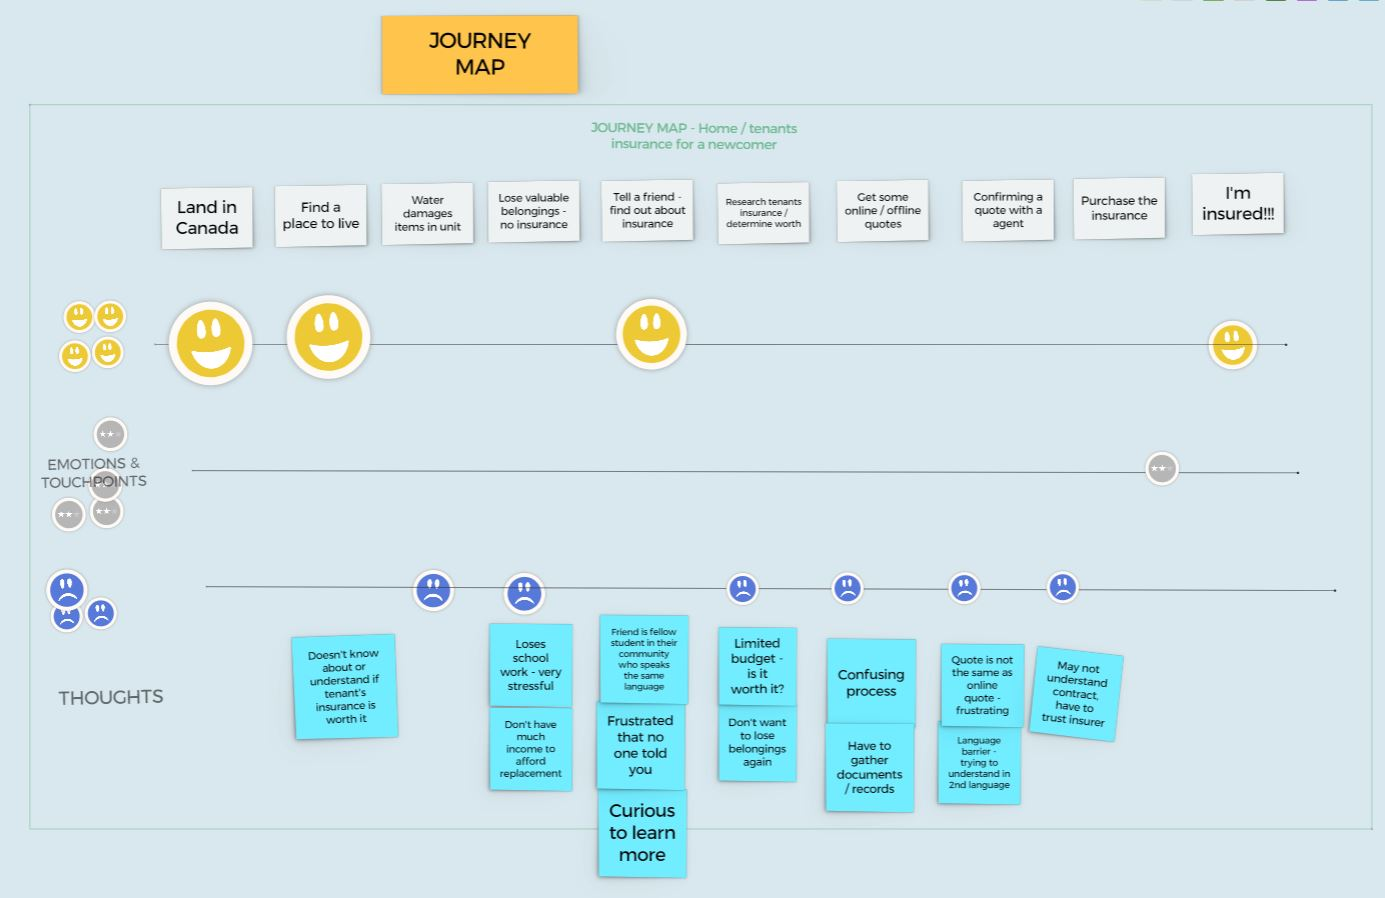 JOURNEY
MAP
JOURNEY MAP - Home / tenants
insurance for a newcomer
Land in
Canada
Find a
place to live
Water
damages
items in unit
Lose valuable
belongings -
no insurance
Tell a friend -
find out about
insurance
Research tenants
insurance /
determine worth
Get some
online / offline
quotes
Confirming a
quote with a
agent
Purchase the
insurance
I'm
insured!!!
EMOTIONS &
TOUCHPOINTS
THOUGHTS
Doesn't know
about or
understand if
tenant's
insurance is
worth it
Loses
school
work - very
stressful
Don't have
much
income to
afford
replacement
Friend is fellow
student in their
community
who speaks
the same
language
Frustrated
that no
one told
you
Curious
to learn
more
Limited
budget -
is it
worth it?
Don't want
to lose
belongings
again
Confusing
process
Have to
gather
documents
/ records
Quote is not
the same as
online
quote -
frustrating
Language
barrier -
trying to
understand in
2nd language
May not
understand
contract,
have to
trust insurer